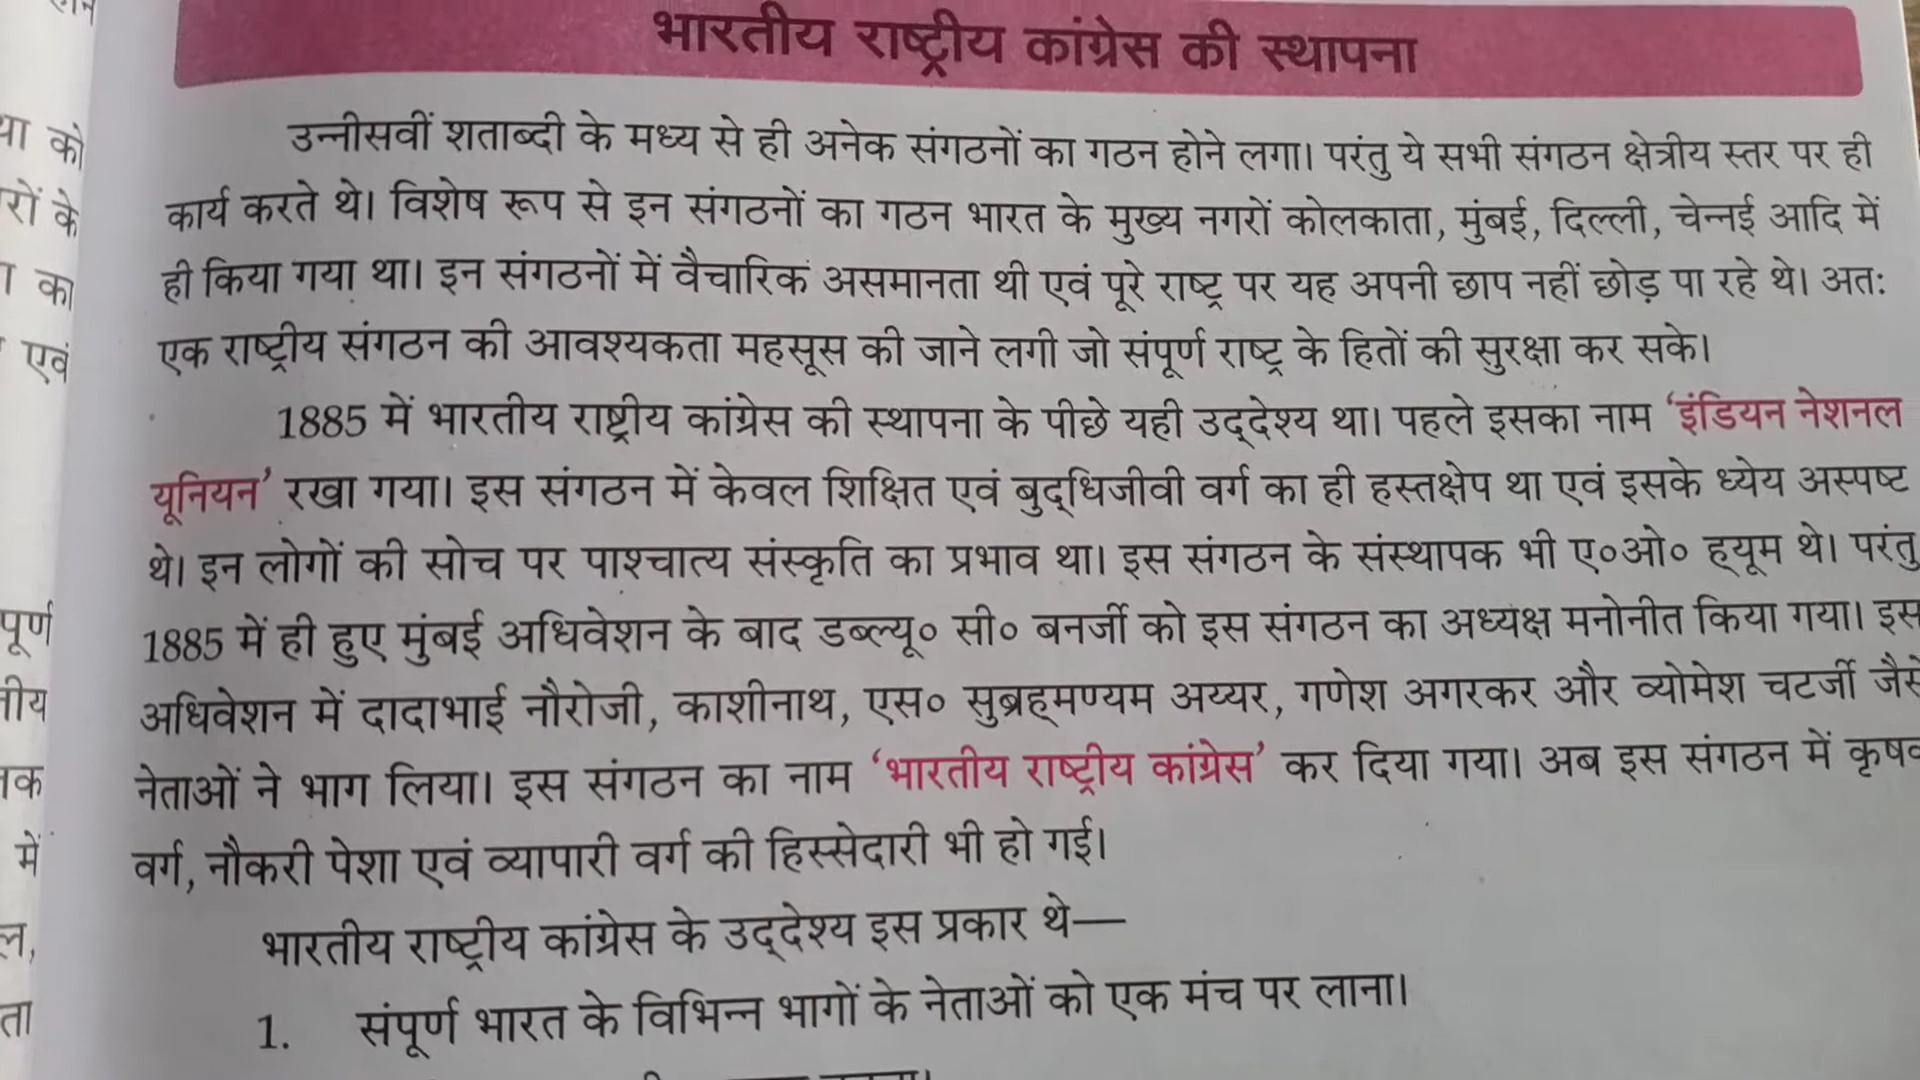 भारतीय राष्ट्रीय कांग्रेस की स्थापना
उन्नीसवीं शताब्दी के मध्य से ही अनेक संगठनों का गठन होने लगा। परंतु ये सभी संगठन क्षेत्रीय स्तर पर ही
कार्य करते थे। विशेष रूप से इन संगठनों का गठन भारत के मुख्य नगरों कोलकाता, मुंबई, दिल्ली, चेन्नई आदि में
ही किया गया था। इन संगठनों में वैचारिक असमानता थी एवं पूरे राष्ट्र पर यह अपनी छाप नहीं छोड़ पा रहे थे। अतः
एक राष्ट्रीय संगठन की आवश्यकता महसूस की जाने लगी जो संपूर्ण राष्ट्र के हितों की सुरक्षा कर सके।
1885 में भारतीय राष्ट्रीय कांग्रेस की स्थापना के पीछे यही उद्‌देश्य था। पहले इसका नाम ‘इंडियन नेशनल
यूनियन’ रखा गया। इस संगठन में केवल शिक्षित एवं बुद्‌धिजीवी वर्ग का ही हस्तक्षेप था एवं इसके ध्येय अस्पष्ट
थे। इन लोगों की सोच पर पाश्चात्य संस्कृति का प्रभाव था। इस संगठन के संस्थापक भी ए०ओ० ह्‌यूम थे। परंतु
1885 में ही हुए मुंबई अधिवेशन के बाद डब्ल्यू० सी० बनर्जी को इस संगठन का अध्यक्ष मनोनीत किया गया। इस
अधिवेशन में दादाभाई नौरोजी, काशीनाथ, एस० सुब्रह्‌मण्यम अय्यर, गणेश अगरकर और व्योमेश चटर्जी जैसे
नेताओं ने भाग लिया। इस संगठन का नाम ‘भारतीय राष्ट्रीय कांग्रेस’ कर दिया गया। अब इस संगठन में कृषक
वर्ग, नौकरी पेशा एवं व्यापारी वर्ग की हिस्सेदारी भी हो गई।
भारतीय राष्ट्रीय कांग्रेस के उद्‌देश्य इस प्रकार थे—
1. संपूर्ण भारत के विभिन्न भागों के नेताओं को एक मंच पर लाना।